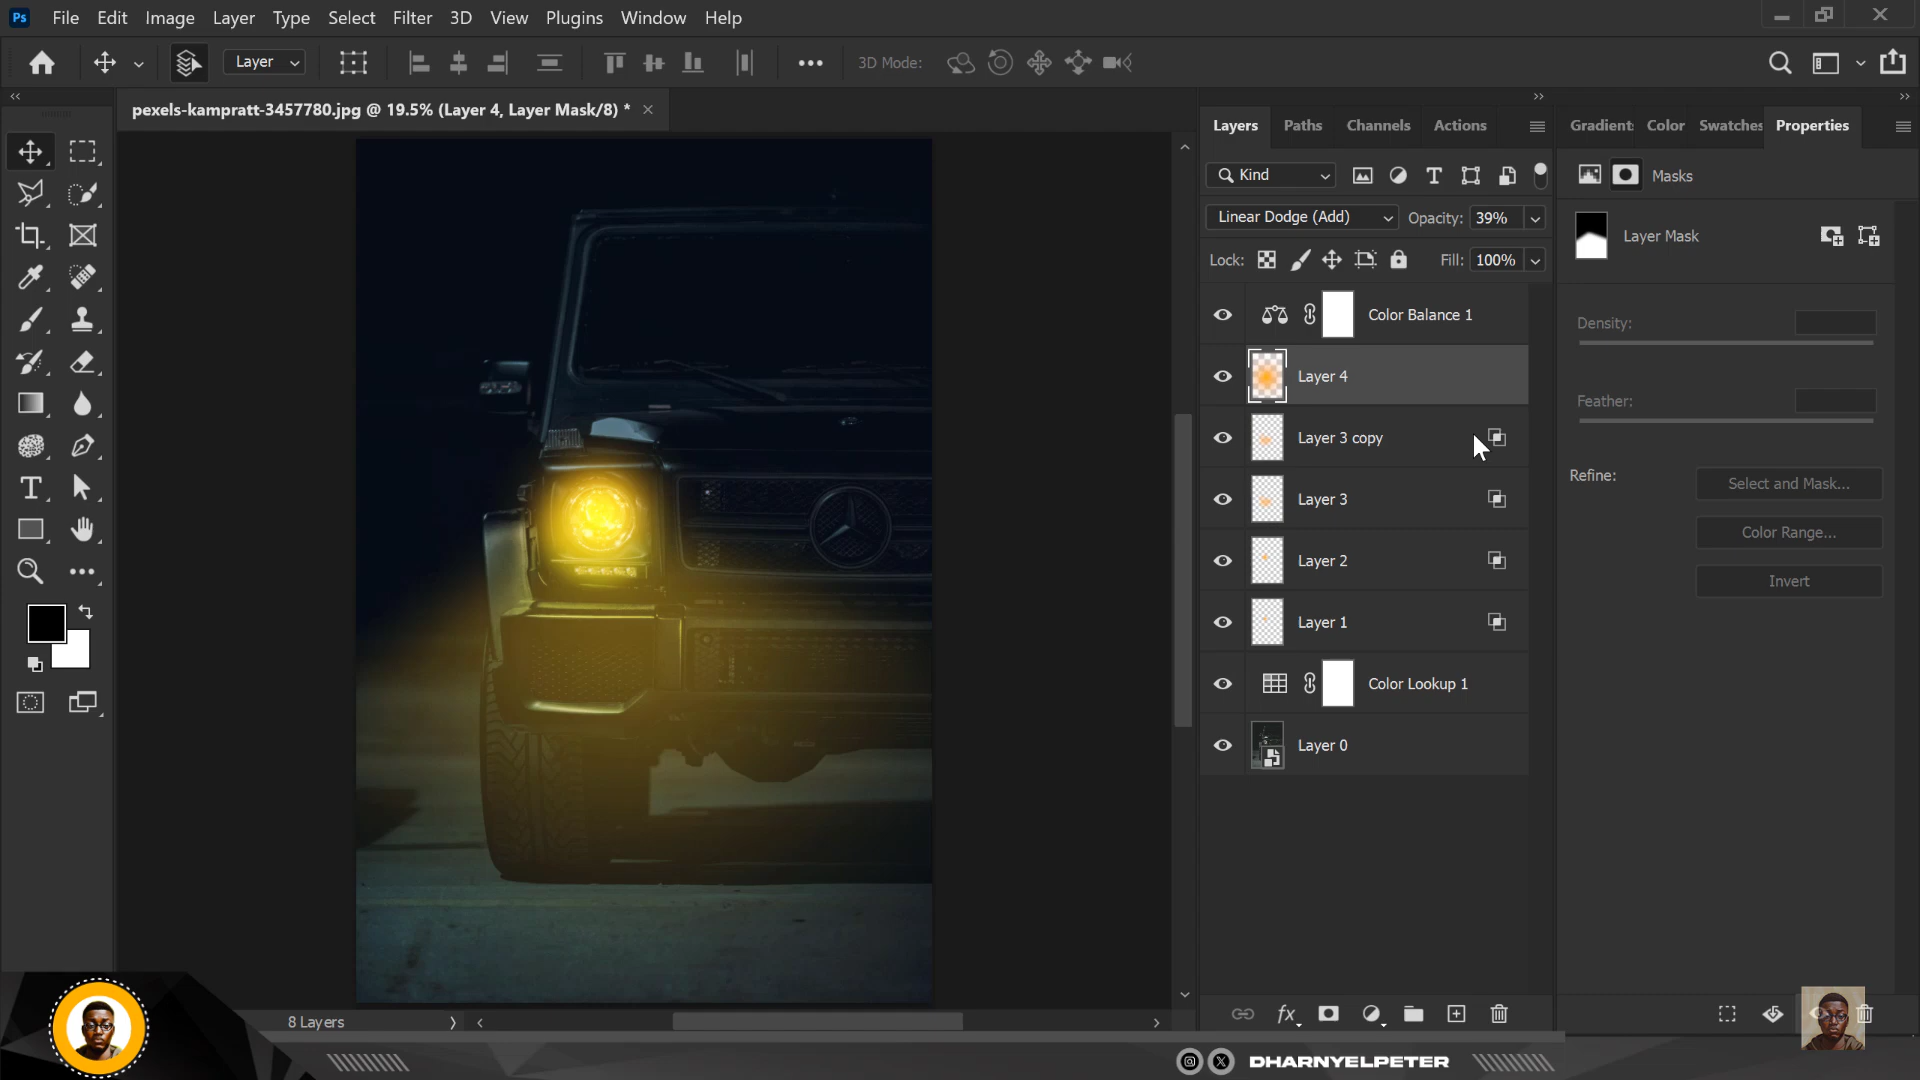 Ps File Edit Image Layer Type Select Filter 3D View Plugins Window Help
Layer 3D Mode:
pexels-kampratt-3457780.jpg @ 19.5% (Layer 4, Layer Mask/8) *
Layers Paths Channels Actions
Kind
Linear Dodge (Add) Opacity: 39%
Lock: Fill: 100%
Color Balance 1
Layer 4
Layer 3 copy
Layer 3
Layer 2
Layer 1
Color Lookup 1
Layer 0
Gradient Color Swatches Properties
Masks
Layer Mask
Density:
Feather:
Refine: Select and Mask...
Color Range...
Invert
8 Layers
DHARNYELPETER